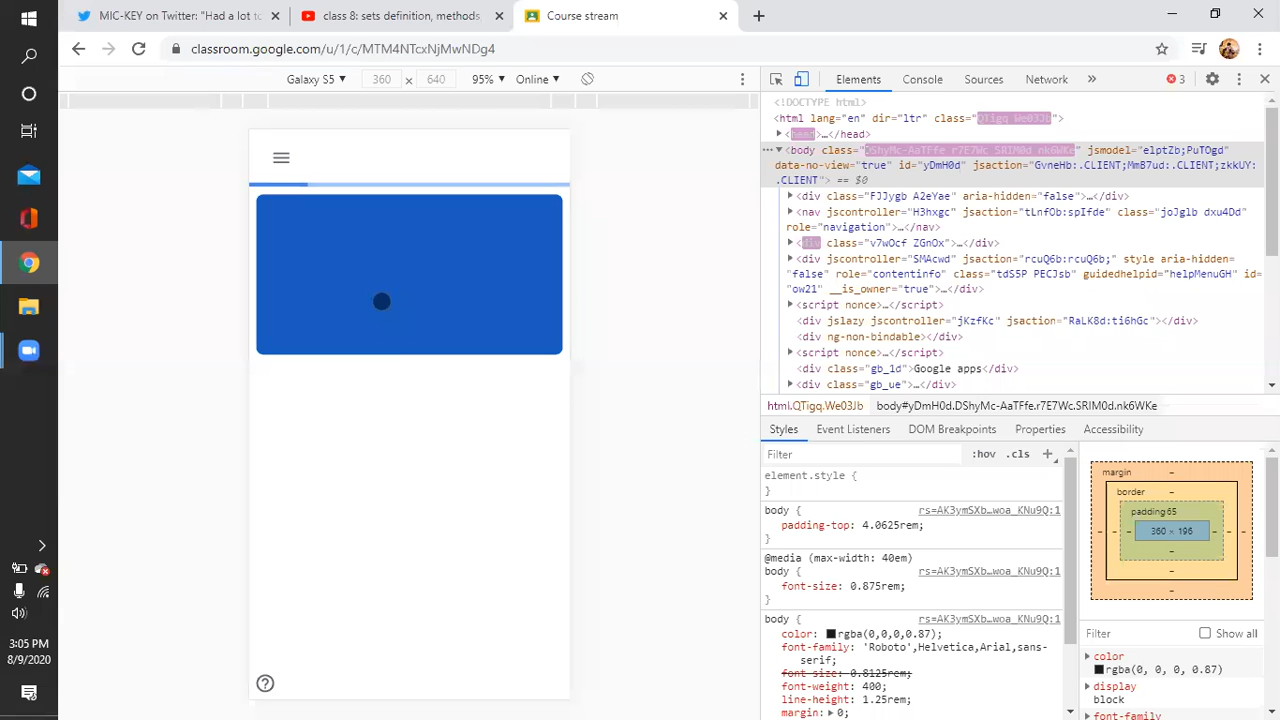 MIC-KEY on Twitter: "Had a lot to
class 8: sets definition, methods
Course stream
classroom.google.com/u/1/c/MTM4NTcxNjMwNDg4
Galaxy S5 360 × 640 95% Online
Elements Console Sources Network » 3
<!DOCTYPE html>
<html lang="en" dir="ltr" class="QTigq We03Jb">
<head>…</head>
<body class="DShyMc-AaTFfe r7E7Wc SRIM0d nk6WKe" jsmodel="elptZb;PuTOgd"
data-no-view="true" id="yDmH0d" jsaction="GvneHb:.CLIENT;MmB7ud:.CLIENT;zkkUY:
.CLIENT"> == $0
<div class="FJJygb A2eYae" aria-hidden="false">…</div>
<nav jscontroller="H3hxgc" jsaction="tLnfOb:spIfde" class="joJglb dxu4Dd"
role="navigation">…</nav>
<div class="v7wOcf ZGnOx">…</div>
<div jscontroller="SMAcwd" jsaction="rcuQ6b:rcuQ6b;" style aria-hidden=
"false" role="contentinfo" class="tdS5P PECJsb" guidedhelpid="helpMenuGH" id=
"ow21" __is_owner="true">…</div>
<script nonce>…</script>
<div jslazy jscontroller="jKzfKc" jsaction="RaLK8d:ti6hGc"></div>
<div ng-non-bindable></div>
<script nonce>…</script>
<div class="gb_1d">Google apps</div>
<div class="gb_ue">…</div>
html.QTigq.We03Jb body#yDmH0d.DShyMc-AaTFfe.r7E7Wc.SRIM0d.nk6WKe
Styles Event Listeners DOM Breakpoints Properties Accessibility
Filter :hov .cls +
element.style {
}
body { rs=AK3ymSXb…woa_KNu9Q:1
padding-top: 4.0625rem;
}
@media (max-width: 40em)
body { rs=AK3ymSXb…woa_KNu9Q:1
font-size: 0.875rem;
}
body { rs=AK3ymSXb…woa_KNu9Q:1
color: rgba(0,0,0,0.87);
font-family: 'Roboto',Helvetica,Arial,sans-
serif;
font-size: 0.8125rem;
font-weight: 400;
line-height: 1.25rem;
margin: 0;
margin –
border –
padding65
– – – 360 × 196 – – –
–
–
–
Filter Show all
color
rgba(0, 0, 0, 0.87)
display
block
font-family
3:05 PM
8/9/2020